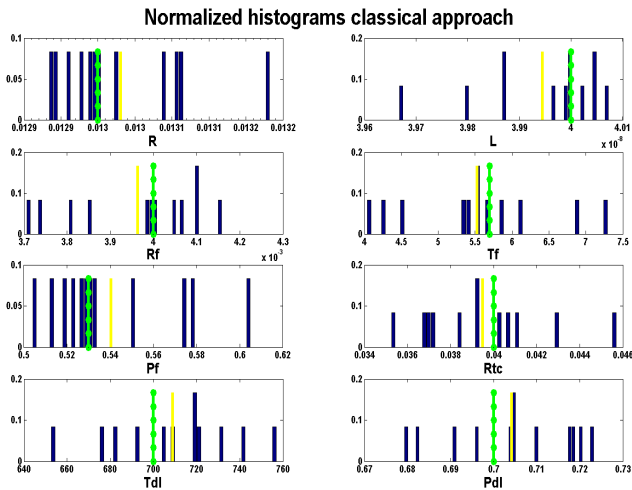 Normalized histograms classical approach
0.1 0.2
0.05 0.1
0 0
0.0129 0.0129 0.013 0.013 0.0131 0.0131 0.0132 0.0132 3.96 3.97 3.98 3.99 4 4.01
R L x 10⁻⁸
0.2 0.2
0.1 0.1
0 0
3.7 3.8 3.9 4 4.1 4.2 4.3 4 4.5 5 5.5 6 6.5 7 7.5
Rf x 10⁻³ Tf
0.1 0.2
0.05 0.1
0 0
0.5 0.52 0.54 0.56 0.58 0.6 0.62 0.034 0.036 0.038 0.04 0.042 0.044 0.046
Pf Rtc
0.2 0.2
0.1 0.1
0 0
640 660 680 700 720 740 760 0.67 0.68 0.69 0.7 0.71 0.72 0.73
Tdl Pdl